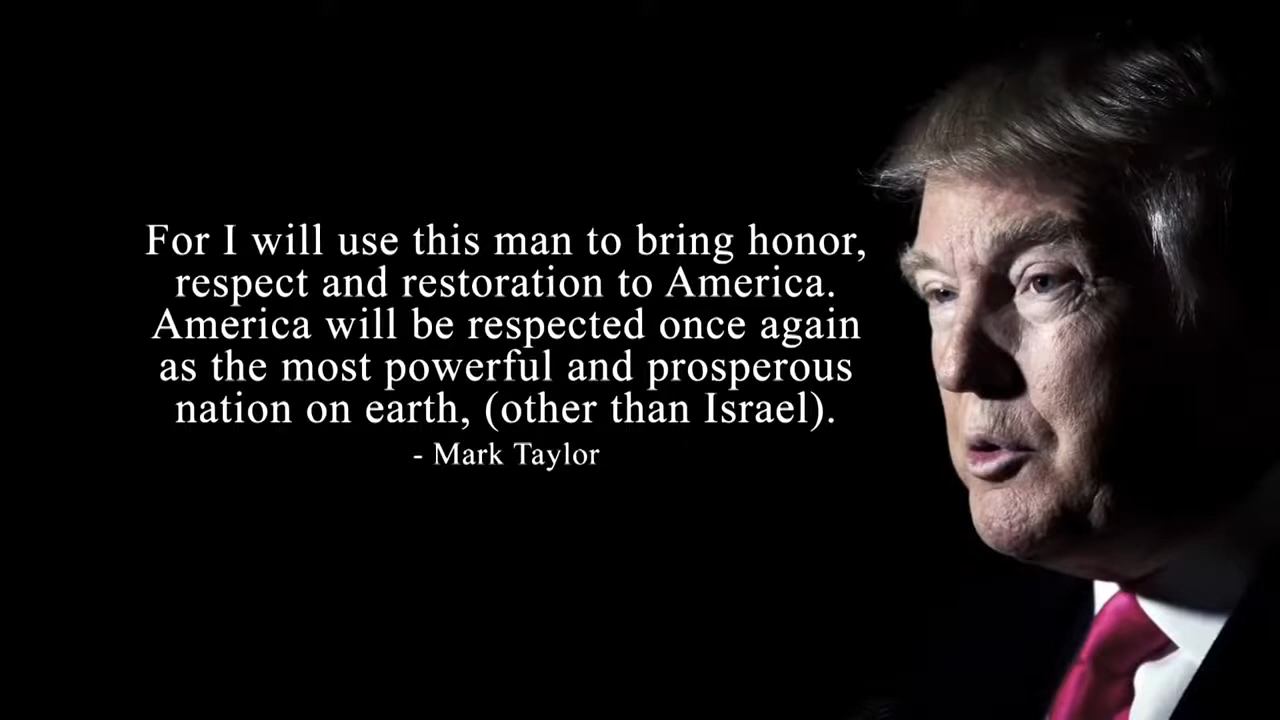 For I will use this man to bring honor,
respect and restoration to America.
America will be respected once again
as the most powerful and prosperous
nation on earth, (other than Israel).
- Mark Taylor